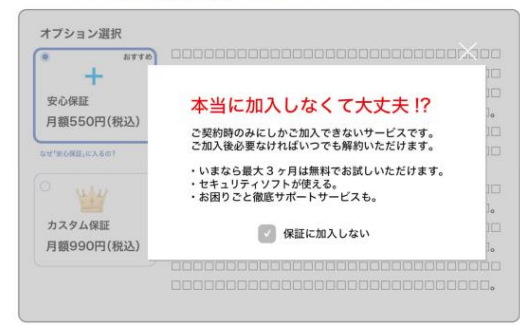 オプション選択
おすすめ
安心保証
月額550円(税込)
なぜ「安心保証」に入るの?
カスタム保証
月額990円(税込)
本当に加入しなくて大丈夫!?
ご契約時のみにしかご加入できないサービスです。
ご加入後必要なければいつでも解約いただけます。
・いまなら最大3ヶ月は無料でお試しいただけます。
・セキュリティソフトが使える。
・お困りごと徹底サポートサービスも。
保証に加入しない